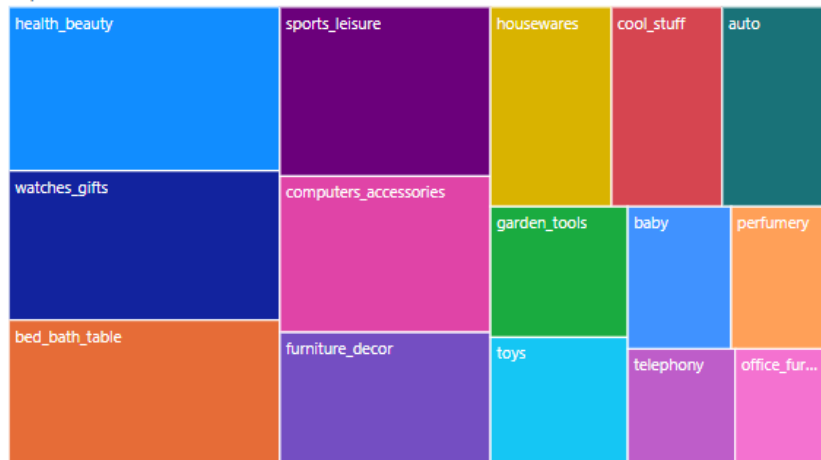 health_beauty
sports_leisure
housewares
cool_stuff
auto
watches_gifts
computers_accessories
garden_tools
baby
perfumery
bed_bath_table
furniture_decor
toys
telephony
office_fur...